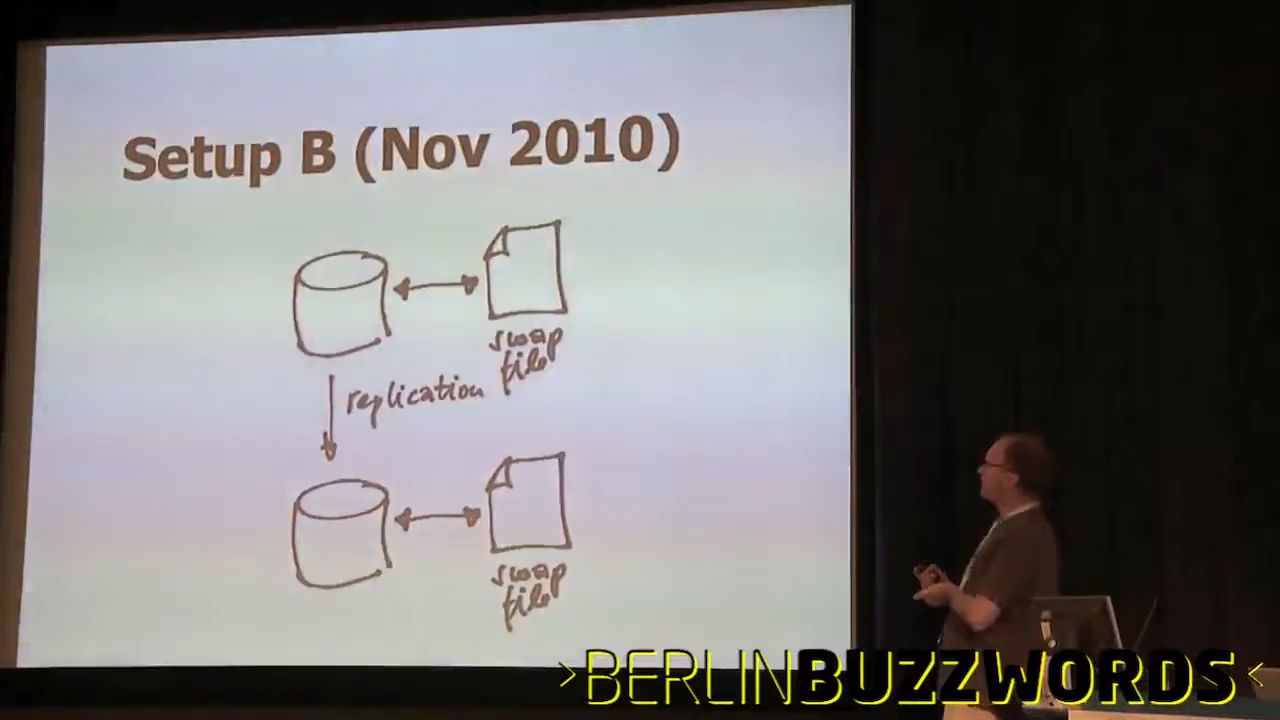 Setup B (Nov 2010)
swap
file
replication
swap
file
>BERLINBUZZWORDS<